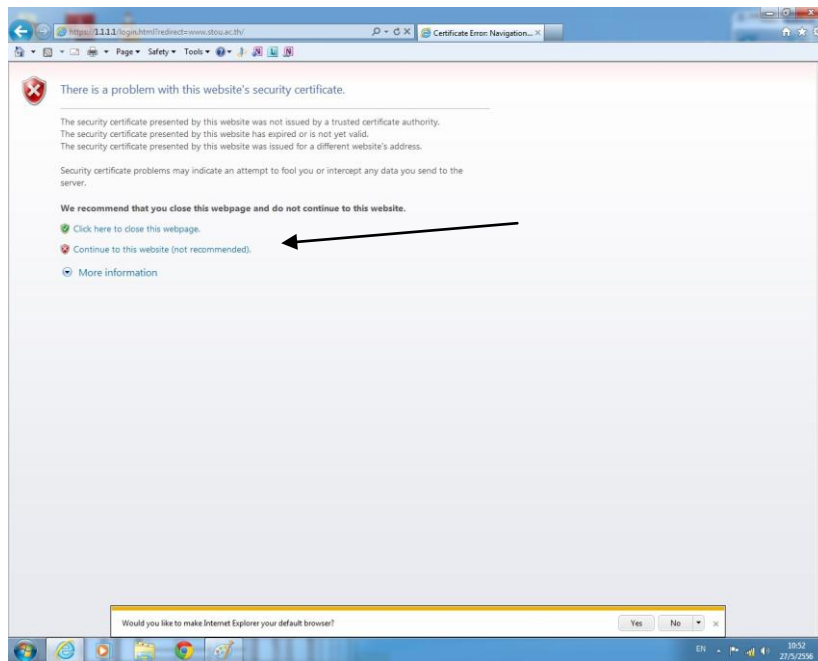 https://1.1.1.1/login.html?redirect=www.stou.ac.th/
Certificate Error: Navigation...
Page Safety Tools
There is a problem with this website's security certificate.
The security certificate presented by this website was not issued by a trusted certificate authority.
The security certificate presented by this website has expired or is not yet valid.
The security certificate presented by this website was issued for a different website's address.
Security certificate problems may indicate an attempt to fool you or intercept any data you send to the
server.
We recommend that you close this webpage and do not continue to this website.
Click here to close this webpage.
Continue to this website (not recommended).
More information
Would you like to make Internet Explorer your default browser?
Yes No
EN
10:52
27/5/2556